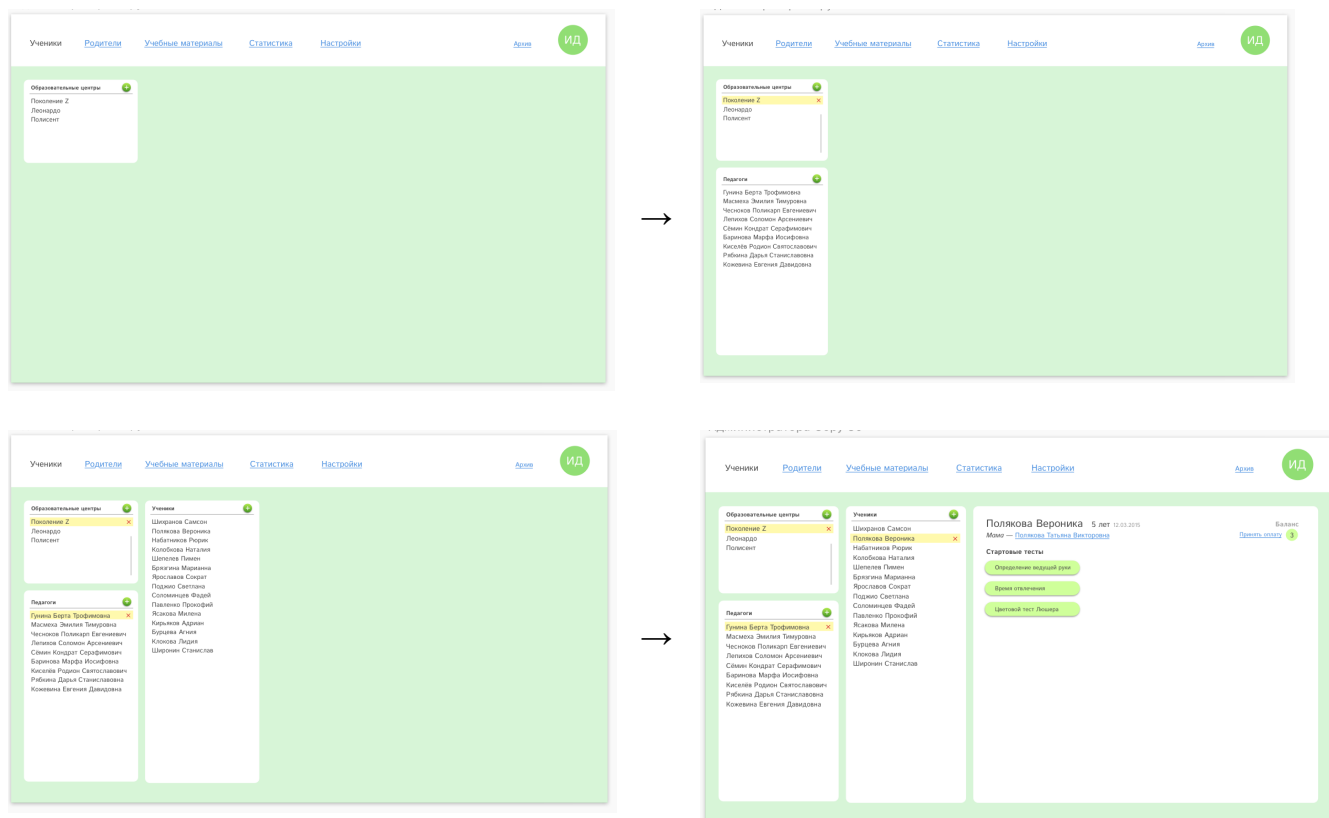 Ученики Родители Учебные материалы Статистика Настройки Архив ИД
Образовательные центры
Поколение Z
Леонардо
Полисент
→
Ученики Родители Учебные материалы Статистика Настройки Архив ИД
Образовательные центры
Поколение Z ×
Леонардо
Полисент
Педагоги
Гунина Берта Трофимовна
Масмеха Эмилия Тимуровна
Чесноков Поликарп Евгениевич
Лепихов Соломон Арсениевич
Сёмин Кондрат Серафимович
Баринова Марфа Иосифовна
Киселёв Родион Святославович
Рябкина Дарья Станиславовна
Кожевина Евгения Давидовна
Ученики Родители Учебные материалы Статистика Настройки Архив ИД
Образовательные центры
Поколение Z ×
Леонардо
Полисент
Педагоги
Гунина Берта Трофимовна ×
Масмеха Эмилия Тимуровна
Чесноков Поликарп Евгениевич
Лепихов Соломон Арсениевич
Сёмин Кондрат Серафимович
Баринова Марфа Иосифовна
Киселёв Родион Святославович
Рябкина Дарья Станиславовна
Кожевина Евгения Давидовна
Ученики
Шихранов Самсон
Полякова Вероника
Набатников Рюрик
Колобкова Наталия
Шепелев Пимен
Брязгина Марианна
Ярославов Сократ
Поджио Светлана
Соломинцев Фадей
Павленко Прокофий
Ясакова Милена
Кирьяков Адриан
Бурцева Агния
Клокова Лидия
Широнин Станислав
→
Ученики Родители Учебные материалы Статистика Настройки Архив ИД
Образовательные центры
Поколение Z ×
Леонардо
Полисент
Педагоги
Гунина Берта Трофимовна ×
Масмеха Эмилия Тимуровна
Чесноков Поликарп Евгениевич
Лепихов Соломон Арсениевич
Сёмин Кондрат Серафимович
Баринова Марфа Иосифовна
Киселёв Родион Святославович
Рябкина Дарья Станиславовна
Кожевина Евгения Давидовна
Ученики
Шихранов Самсон
Полякова Вероника ×
Набатников Рюрик
Колобкова Наталия
Шепелев Пимен
Брязгина Марианна
Ярославов Сократ
Поджио Светлана
Соломинцев Фадей
Павленко Прокофий
Ясакова Милена
Кирьяков Адриан
Бурцева Агния
Клокова Лидия
Широнин Станислав
Полякова Вероника 5 лет 12.03.2015 Баланс
Мама — Полякова Татьяна Викторовна Принять оплату 3
Стартовые тесты
Определение ведущей руки
Время отвлечения
Цветовой тест Люшера